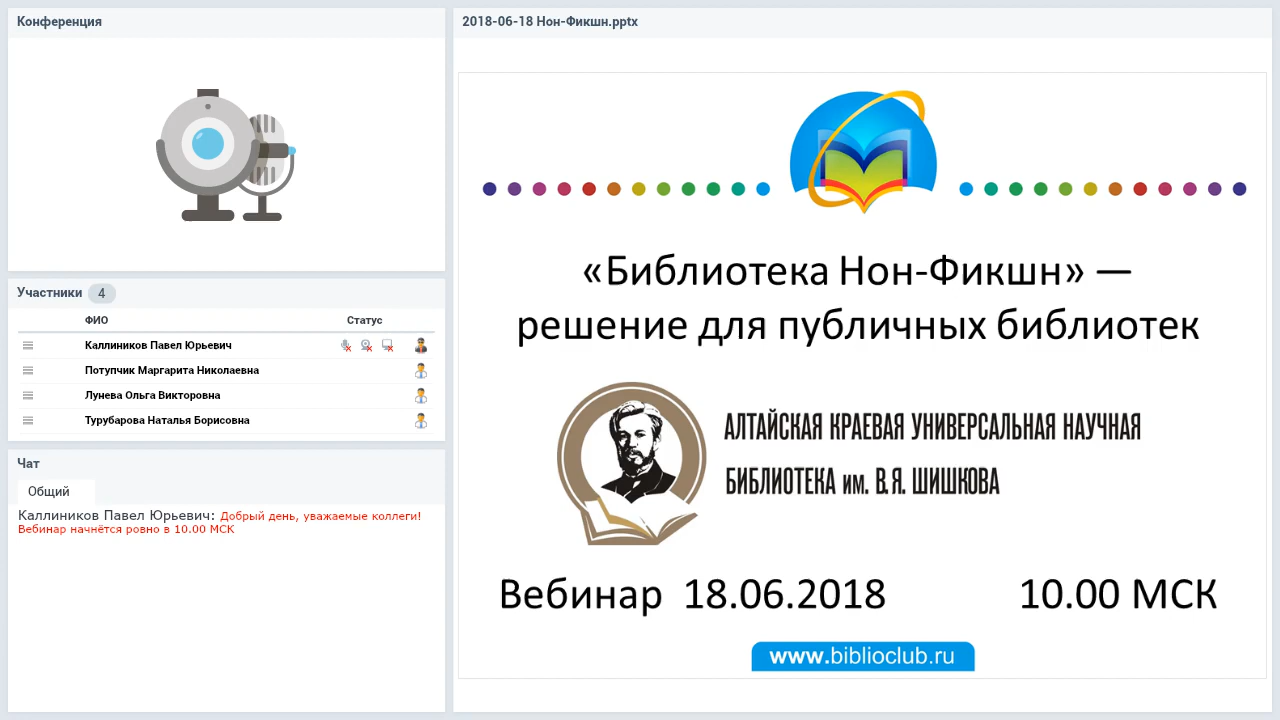 Конференция
Участники 4
ФИО Статус
Каллиников Павел Юрьевич
Потупчик Маргарита Николаевна
Лунева Ольга Викторовна
Турубарова Наталья Борисовна
Чат
Общий
Каллиников Павел Юрьевич: Добрый день, уважаемые коллеги!
Вебинар начнётся ровно в 10.00 МСК
2018-06-18 Нон-Фикшн.pptx
«Библиотека Нон-Фикшн» —
решение для публичных библиотек
АЛТАЙСКАЯ КРАЕВАЯ УНИВЕРСАЛЬНАЯ НАУЧНАЯ
БИБЛИОТЕКА им. В.Я. ШИШКОВА
Вебинар 18.06.2018 10.00 МСК
www.biblioclub.ru